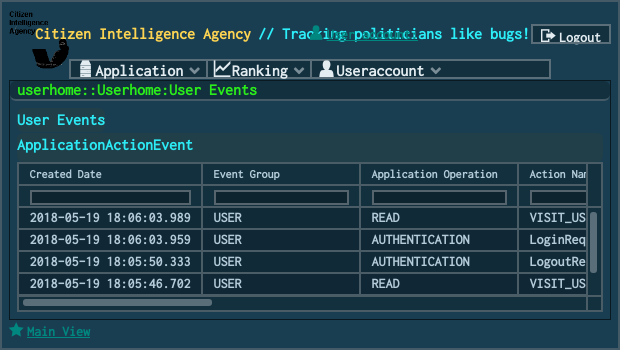 Citizen
Intelligence
Agency
Citizen Intelligence Agency // Tracking politicians like bugs!
Logout
Application Ranking Useraccount
userhome::Userhome:User Events
User Events
ApplicationActionEvent
Created Date Event Group Application Operation Action Nam
2018-05-19 18:06:03.989 USER READ VISIT_US
2018-05-19 18:06:03.959 USER AUTHENTICATION LoginReq
2018-05-19 18:05:50.333 USER AUTHENTICATION LogoutRe
2018-05-19 18:05:46.702 USER READ VISIT_US
Main View